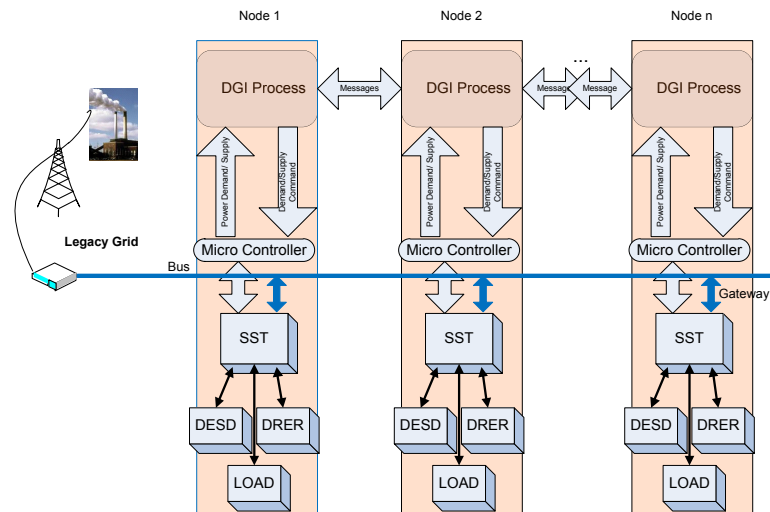 Node 1
Node 2
Node n
...
DGI Process
Messages
DGI Process
Message
Message
DGI Process
Power Demand/ Supply
Demand/Supply
Command
Power Demand/ Supply
Demand/Supply
Command
Power Demand/ Supply
Demand/Supply
Command
Legacy Grid
Micro Controller
Micro Controller
Micro Controller
Bus
Gateway
SST
SST
SST
DESD
DRER
DESD
DRER
DESD
DRER
LOAD
LOAD
LOAD